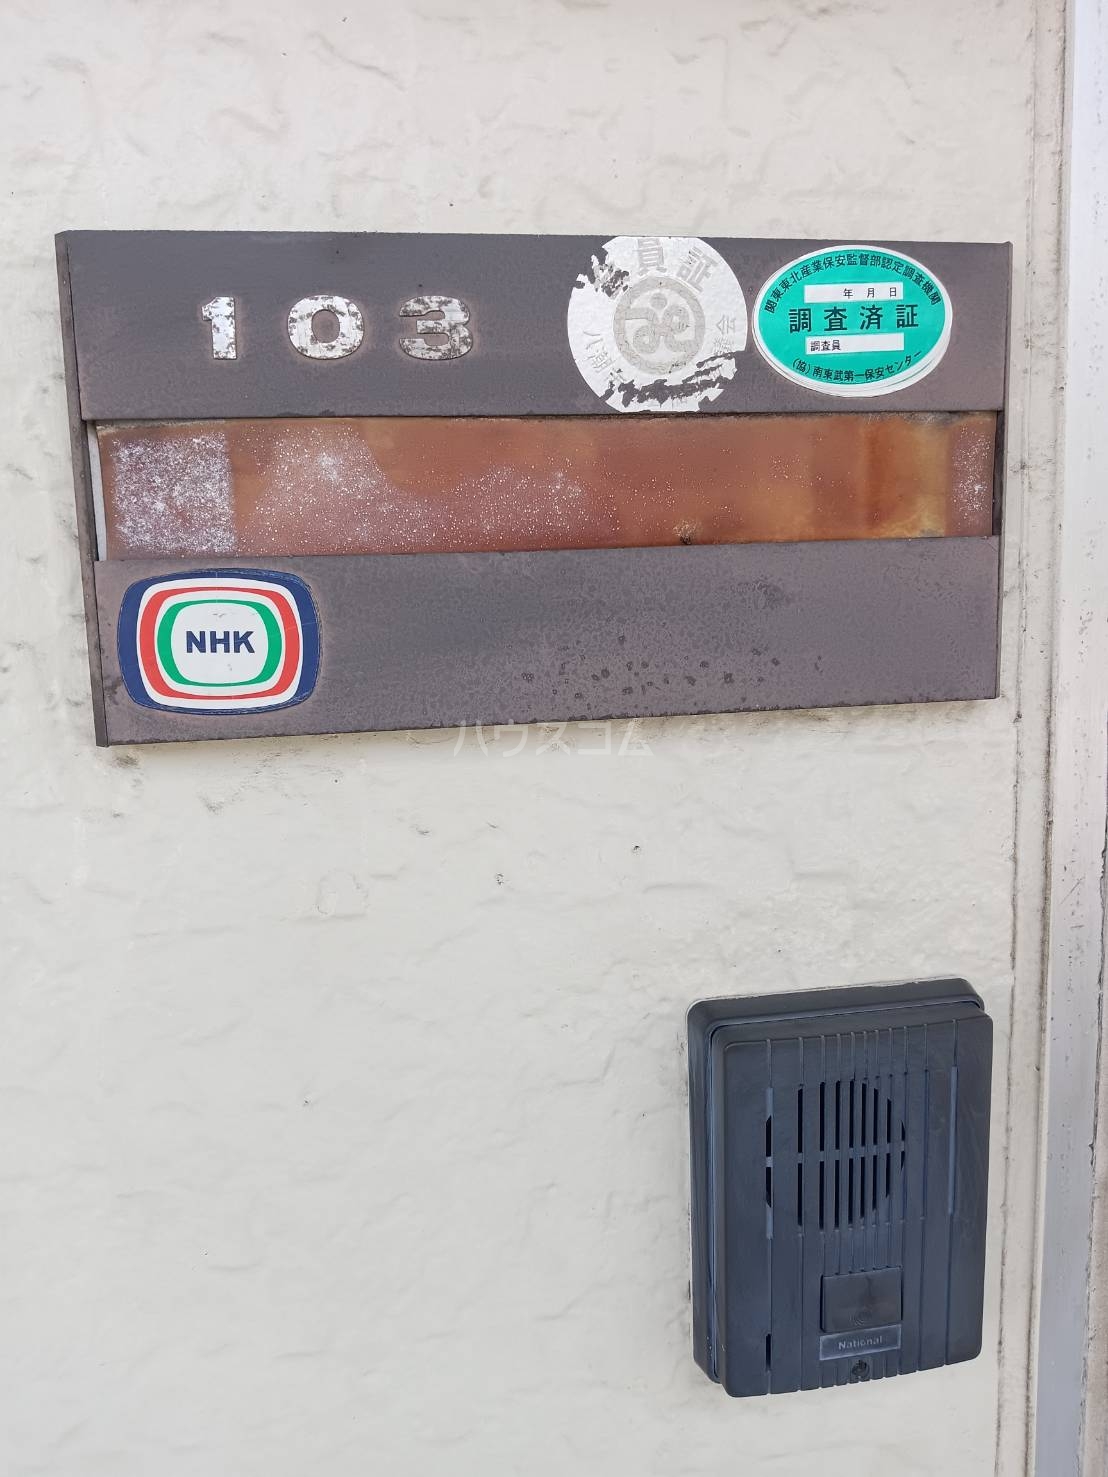 103
員証
関東東北産業保安監督部認定調査機関
年 月 日
調査済証
調査員
(協)南東武第一保安センター
NHK
ハウスコム
National